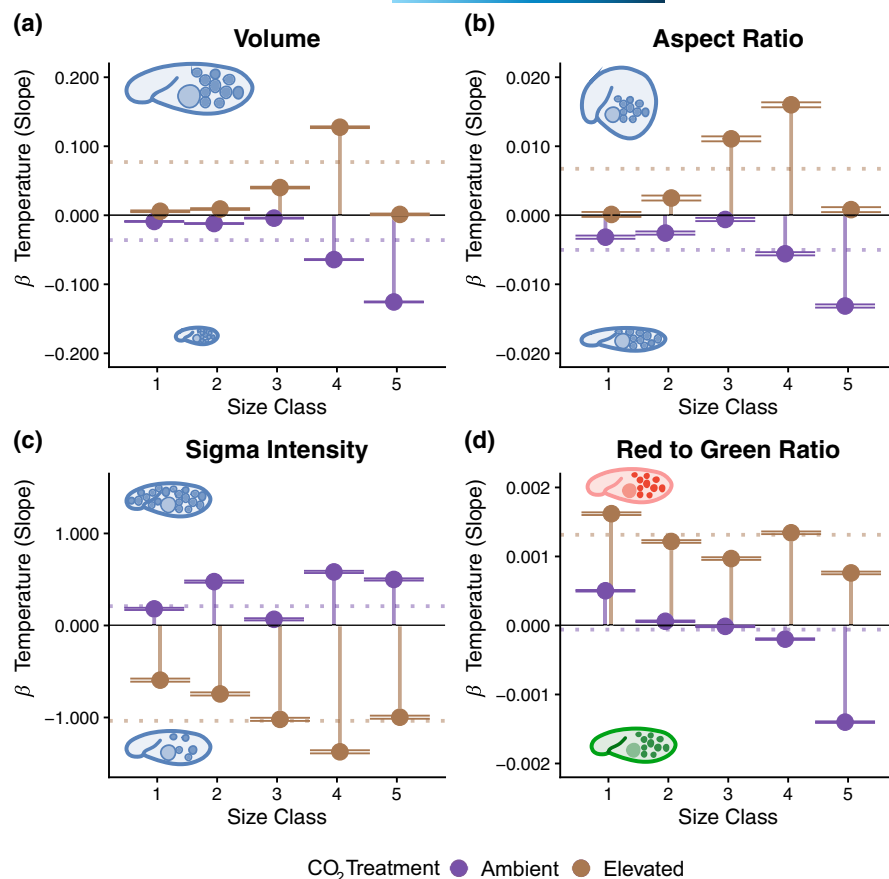 (a)
Volume
0.200
0.100
0.000
−0.100
−0.200
β Temperature (Slope)
1 2 3 4 5
Size Class
(b)
Aspect Ratio
0.020
0.010
0.000
−0.010
−0.020
β Temperature (Slope)
1 2 3 4 5
Size Class
(c)
Sigma Intensity
1.000
0.000
−1.000
β Temperature (Slope)
1 2 3 4 5
Size Class
(d)
Red to Green Ratio
0.002
0.001
0.000
−0.001
−0.002
β Temperature (Slope)
1 2 3 4 5
Size Class
CO₂ Treatment Ambient Elevated